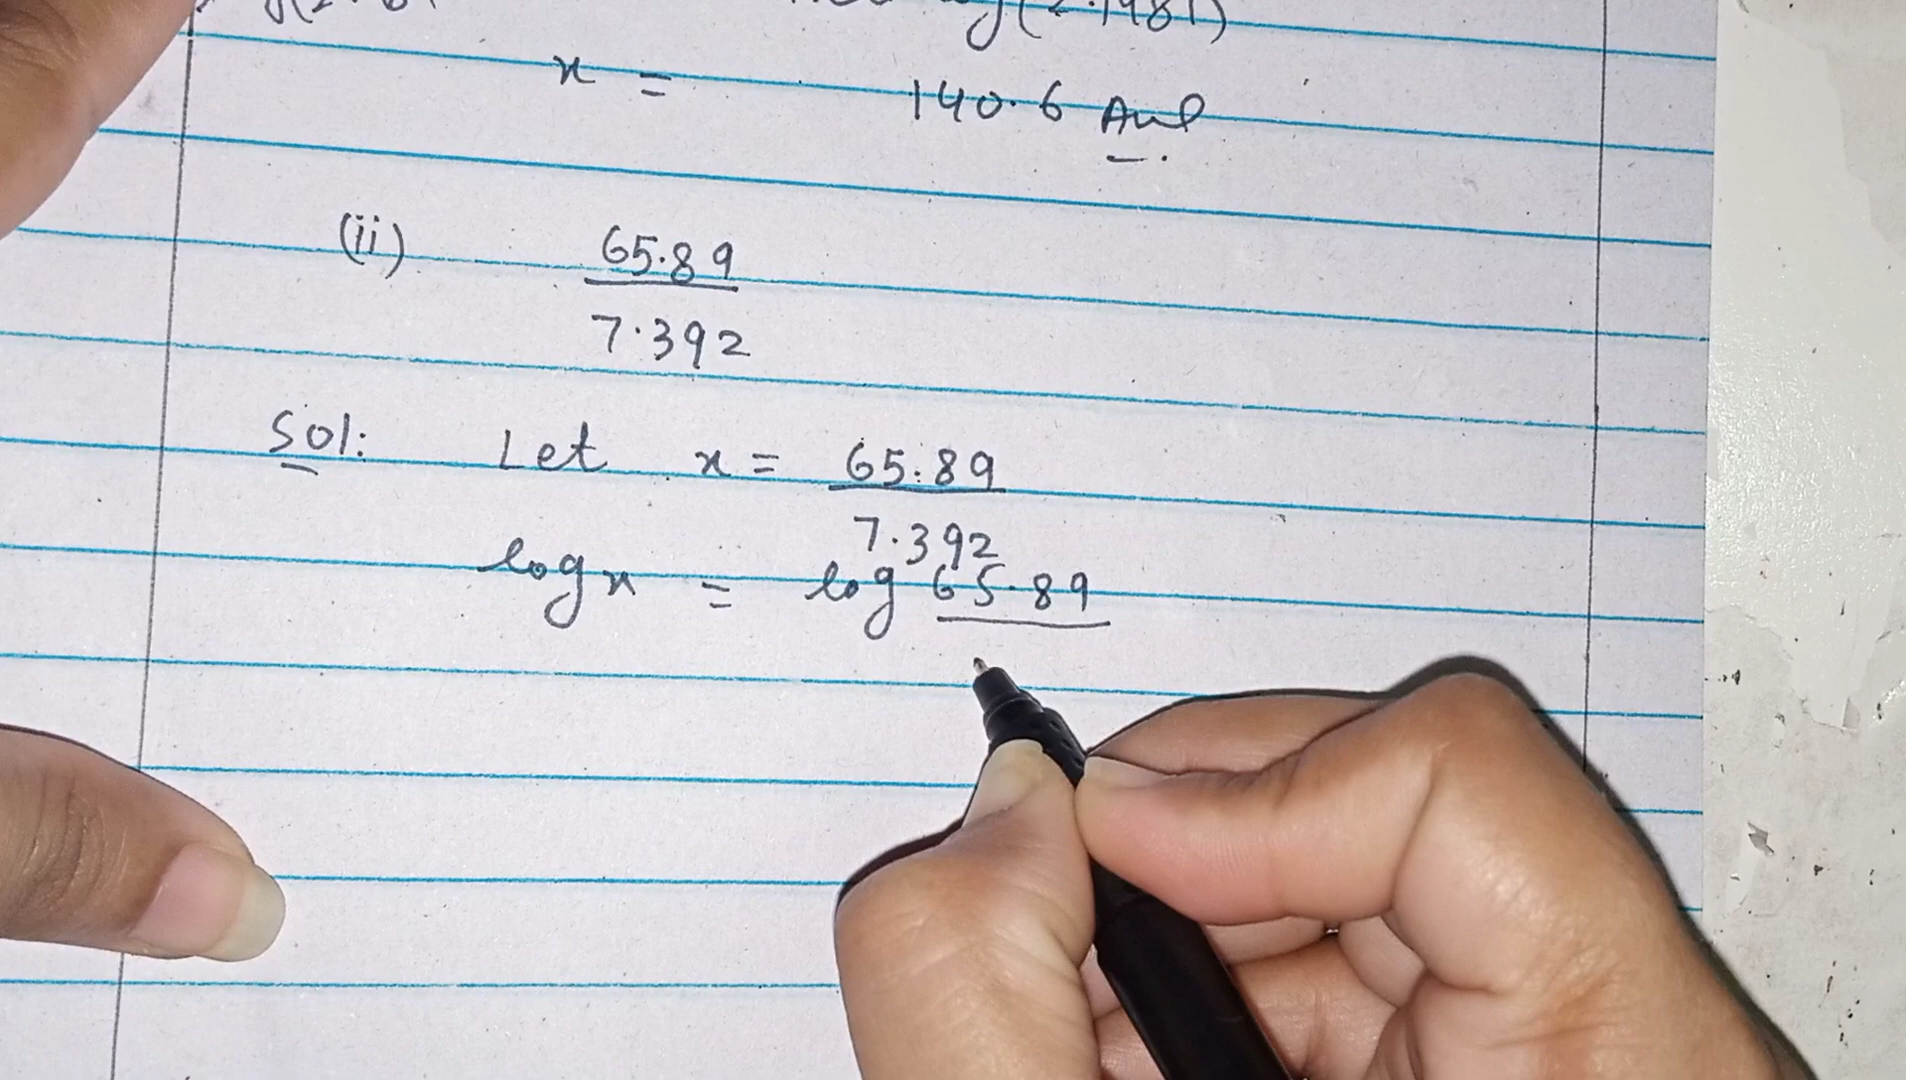 x = 140.6 Ans
(ii) 65.89
7.392
Sol: Let x = 65.89
7.392
log x = log 65.89